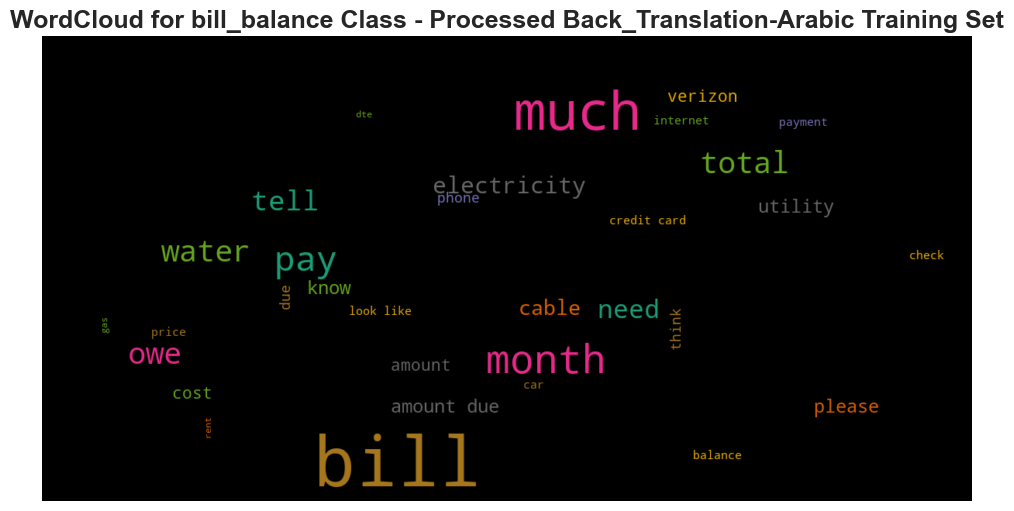 WordCloud for bill_balance Class - Processed Back_Translation-Arabic Training Set
much
verizon
dte
internet
payment
total
electricity
tell
phone
utility
credit card
water
pay
check
know
due
look like
cable
need
think
gas
price
owe
month
amount
car
cost
amount due
please
rent
bill
balance